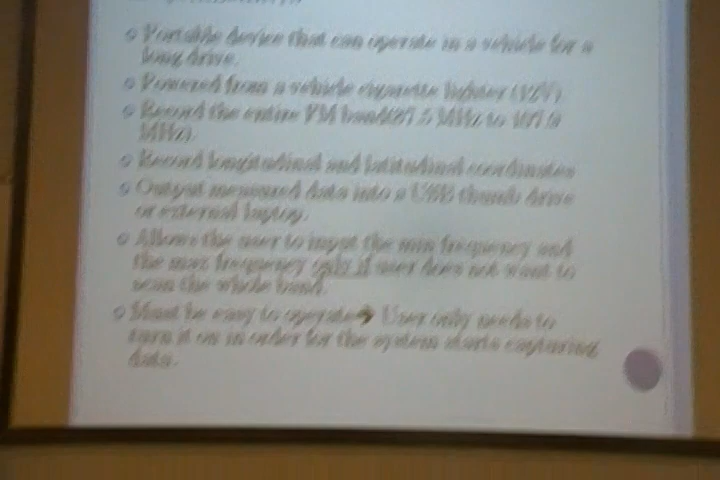 Portable device that can operate in a vehicle for a
long drive.
Powered from a vehicle cigarette lighter (12V)
Record the entire FM band(87.5 MHz to 107.9
MHz)
Record longitudinal and latitudinal coordinates
Output measured data into a USB thumb drive
or external laptop.
Allows the user to input the min frequency and
the max frequency only if user does not want to
scan the whole band.
Must be easy to operate→ User only needs to
turn it on in order for the system starts capturing
data.